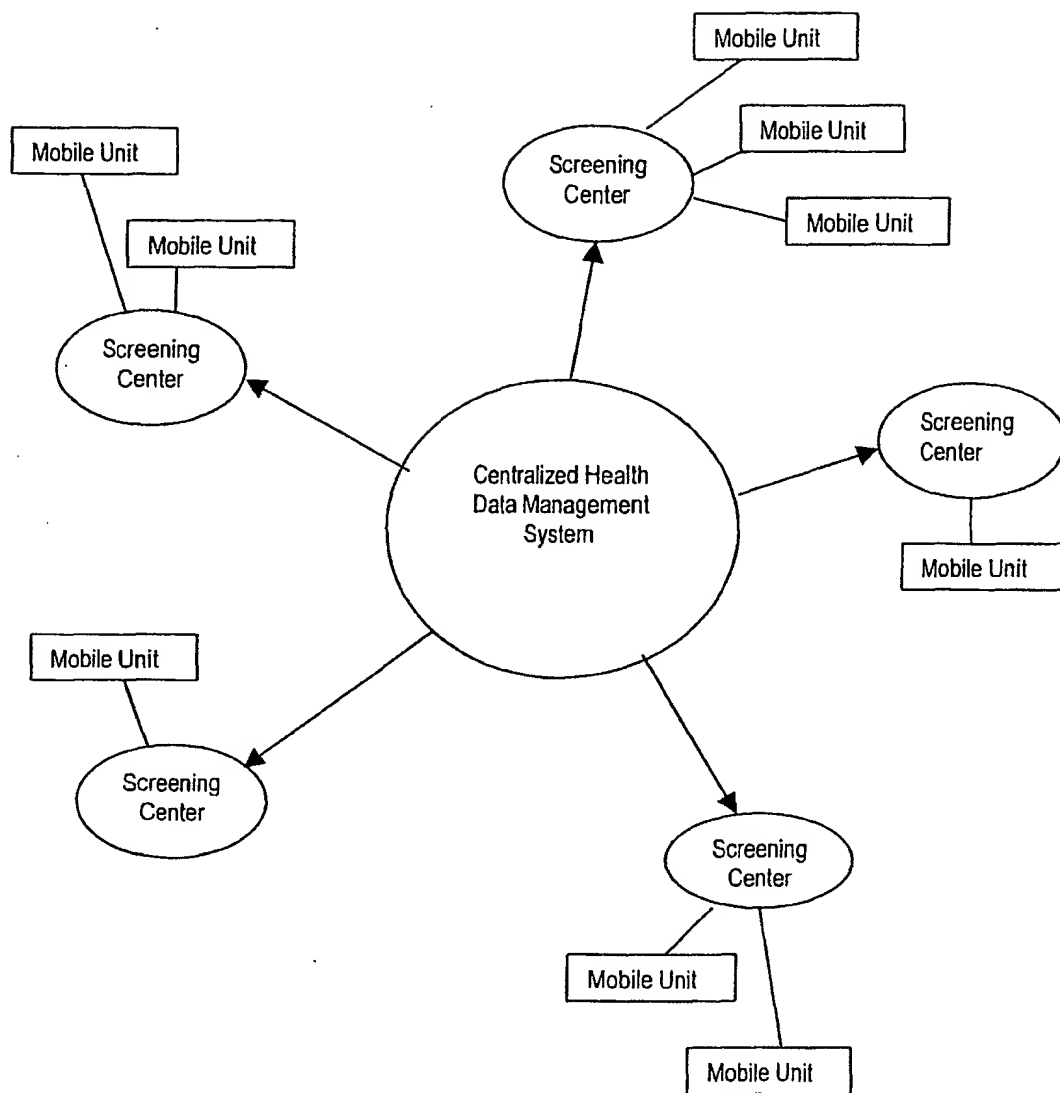 Mobile Unit
Mobile Unit
Mobile Unit
Screening
Center
Mobile Unit
Mobile Unit
Mobile Unit
Screening
Center
Screening
Center
Centralized Health
Data Management
System
Mobile Unit
Mobile Unit
Screening
Center
Screening
Center
Mobile Unit
Mobile Unit